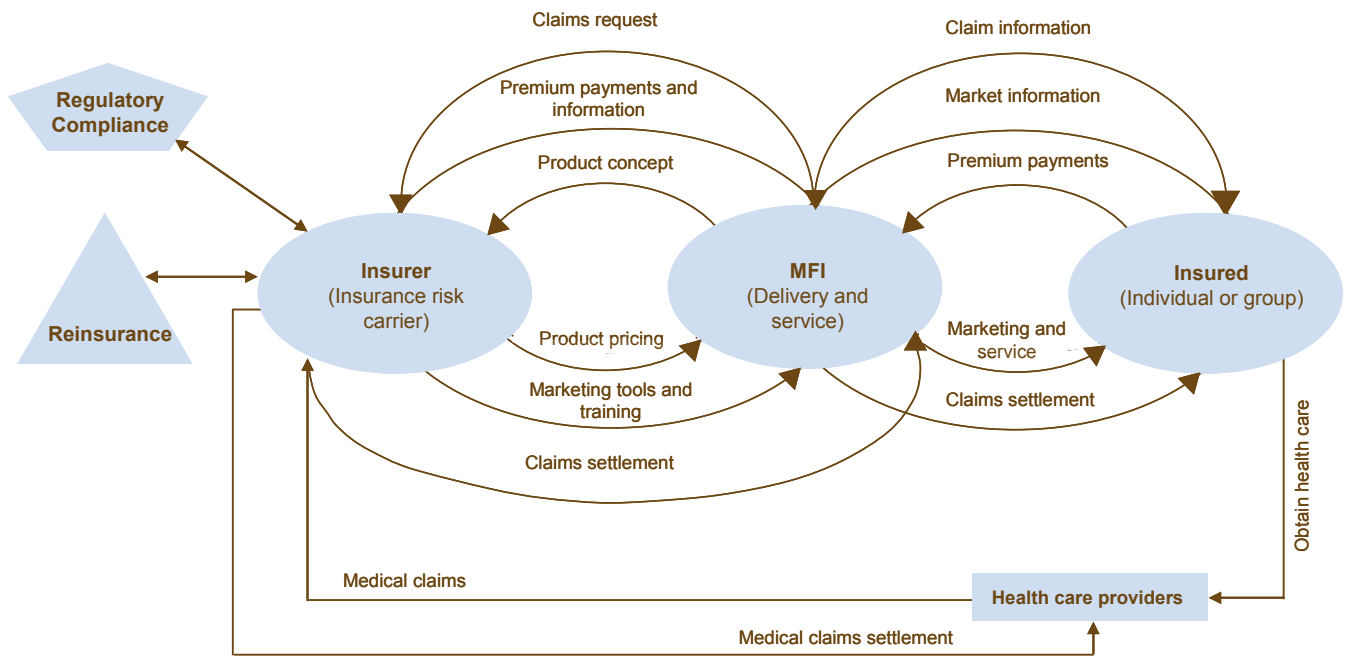 Claims request
Claim information
Regulatory
Compliance
Premium payments and
information
Market information
Product concept
Premium payments
Insurer
(Insurance risk
carrier)
MFI
(Delivery and
service)
Insured
(Individual or group)
Reinsurance
Product pricing
Marketing and
service
Marketing tools and
training
Claims settlement
Claims settlement
Obtain health care
Medical claims
Health care providers
Medical claims settlement